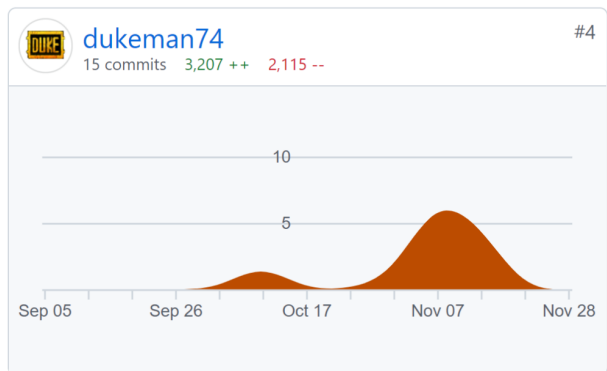 DUKE
dukeman74
#4
15 commits 3,207 ++ 2,115 --
10
5
Sep 05 Sep 26 Oct 17 Nov 07 Nov 28